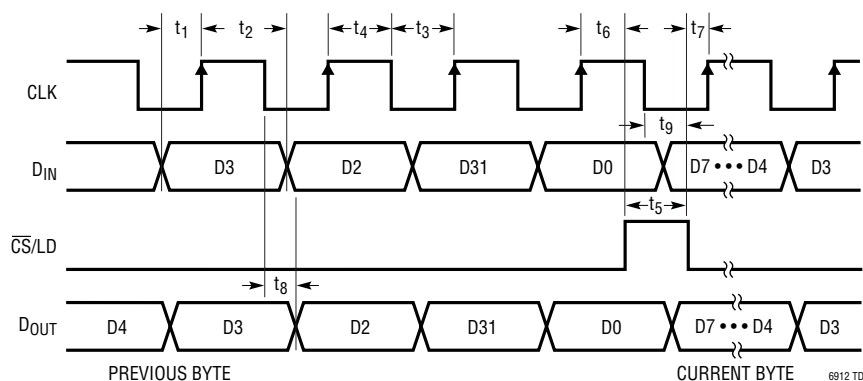 t1 t2 t4 t3 t6 t7
CLK
t9
DIN D3 D2 D31 D0 D7 ••• D4 D3
t5
CS/LD
t8
DOUT D4 D3 D2 D31 D0 D7 ••• D4 D3
PREVIOUS BYTE CURRENT BYTE 6912 TD